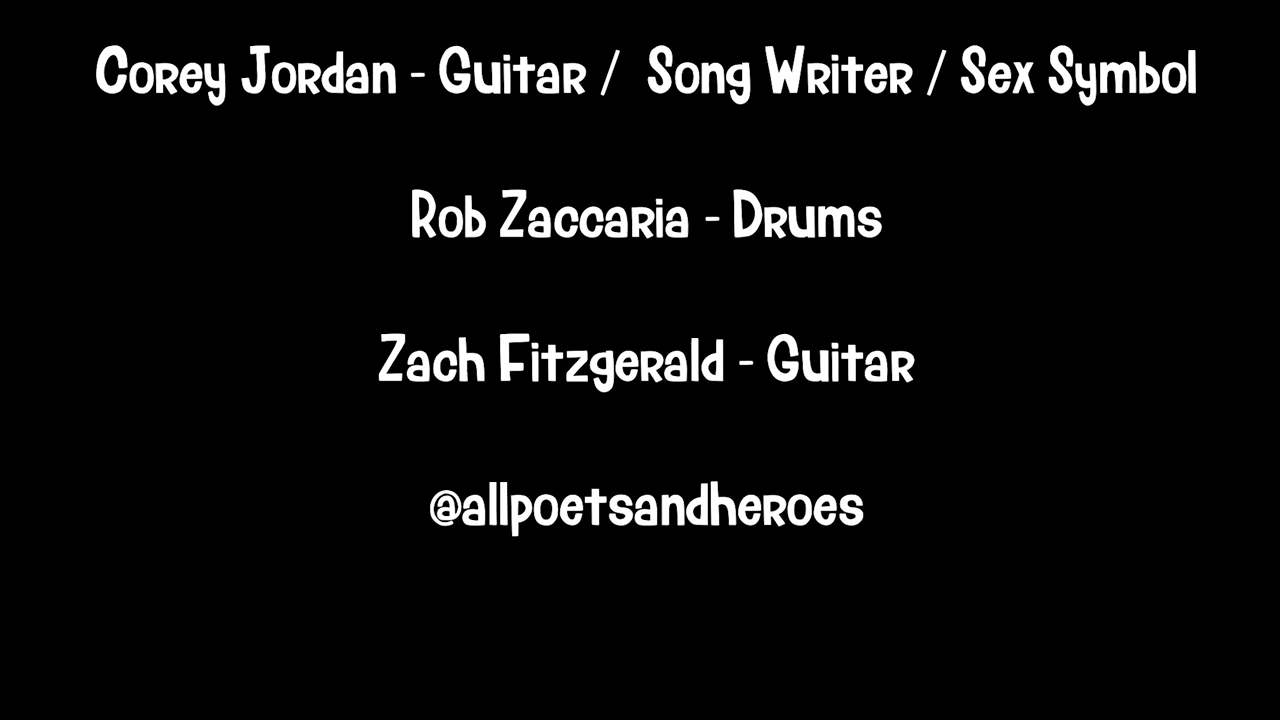 Corey Jordan - Guitar / Song Writer / Sex Symbol
Rob Zaccaria - Drums
Zach Fitzgerald - Guitar
@allpoetsandheroes